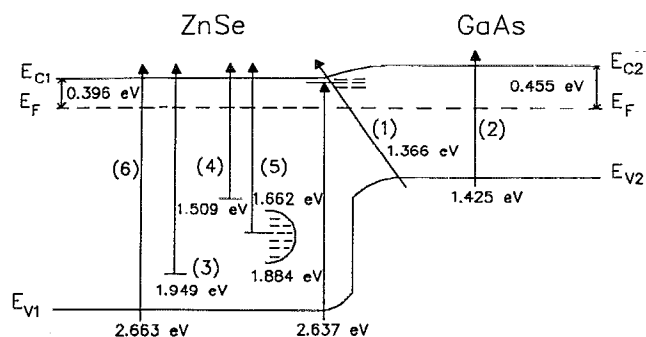 ZnSe GaAs
E_C1 E_C2
0.396 eV 0.455 eV
E_F E_F
(1)
(6) (4) (5) 1.366 eV (2)
E_V2
1.509 eV 1.662 eV 1.425 eV
(3) 1.884 eV
1.949 eV
E_V1
2.663 eV 2.637 eV